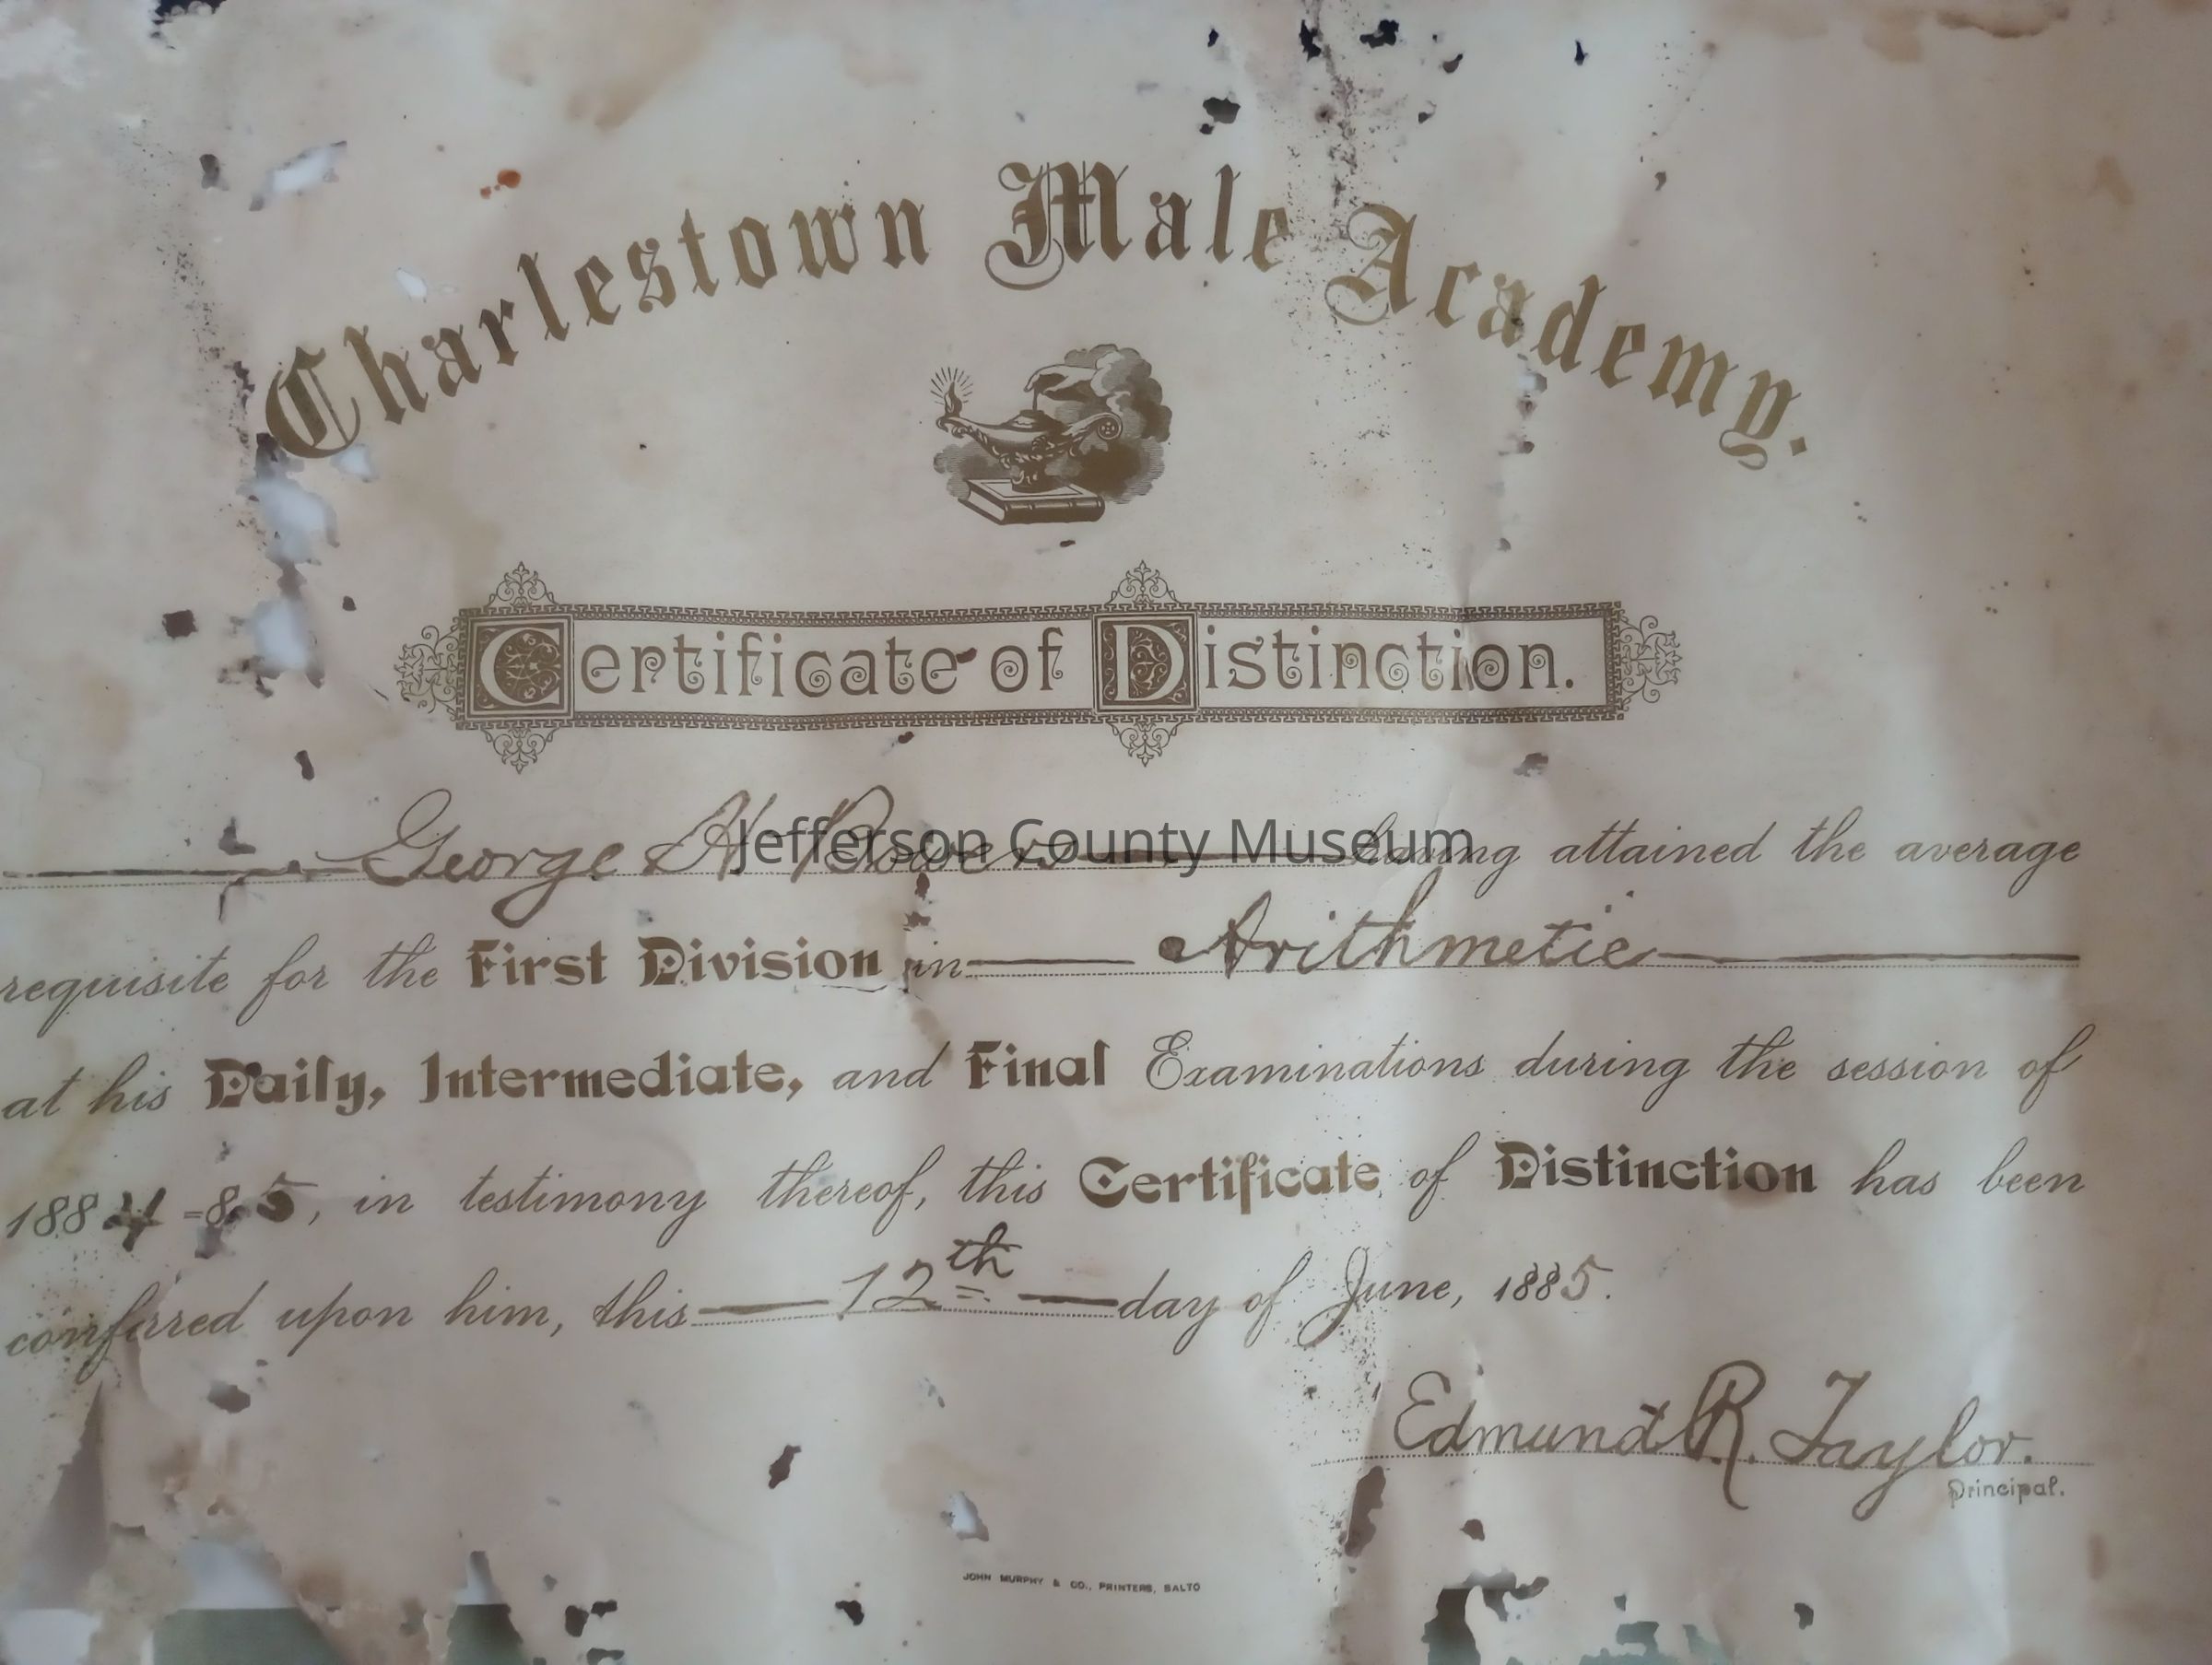 Charlestown Male Academy.
Certificate of Distinction.
George H. Bowers having attained the average
requisite for the First Division in Arithmetic
at his Daily, Intermediate, and Final Examinations during the session of
1884-85, in testimony thereof, this Certificate of Distinction has been
conferred upon him, this 12th day of June, 1885.
Edmund R. Taylor.
Principal.
JOHN MURPHY & CO., PRINTERS, BALTO
Jefferson County Museum